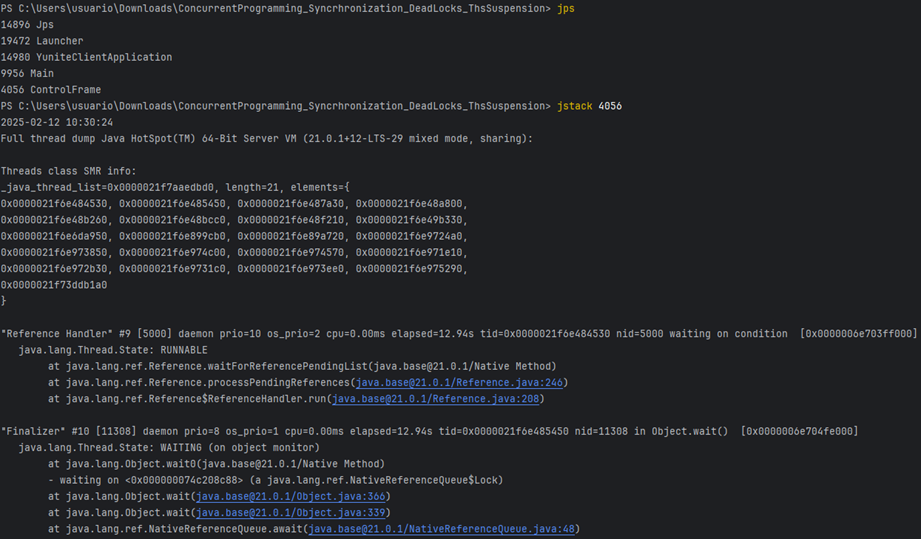 PS C:\Users\usuario\Downloads\ConcurrentProgramming_Syncrhronization_DeadLocks_ThsSuspension> jps
14896 Jps
19472 Launcher
14980 YuniteClientApplication
9956 Main
4056 ControlFrame
PS C:\Users\usuario\Downloads\ConcurrentProgramming_Syncrhronization_DeadLocks_ThsSuspension> jstack 4056
2025-02-12 10:30:24
Full thread dump Java HotSpot(TM) 64-Bit Server VM (21.0.1+12-LTS-29 mixed mode, sharing):
Threads class SMR info:
_java_thread_list=0x0000021f7aaedbd0, length=21, elements={
0x0000021f6e484530, 0x0000021f6e485450, 0x0000021f6e487a30, 0x0000021f6e48a800,
0x0000021f6e48b260, 0x0000021f6e48bcc0, 0x0000021f6e48f210, 0x0000021f6e49b330,
0x0000021f6e6da950, 0x0000021f6e899cb0, 0x0000021f6e89a720, 0x0000021f6e9724a0,
0x0000021f6e973850, 0x0000021f6e974c00, 0x0000021f6e974570, 0x0000021f6e971e10,
0x0000021f6e972b30, 0x0000021f6e9731c0, 0x0000021f6e973ee0, 0x0000021f6e975290,
0x0000021f73ddb1a0
}
"Reference Handler" #9 [5000] daemon prio=10 os_prio=2 cpu=0.00ms elapsed=12.94s tid=0x0000021f6e484530 nid=5000 waiting on condition  [0x0000006e703ff000]
   java.lang.Thread.State: RUNNABLE
        at java.lang.ref.Reference.waitForReferencePendingList(java.base@21.0.1/Native Method)
        at java.lang.ref.Reference.processPendingReferences(java.base@21.0.1/Reference.java:246)
        at java.lang.ref.Reference$ReferenceHandler.run(java.base@21.0.1/Reference.java:208)
"Finalizer" #10 [11308] daemon prio=8 os_prio=1 cpu=0.00ms elapsed=12.94s tid=0x0000021f6e485450 nid=11308 in Object.wait()  [0x0000006e704fe000]
   java.lang.Thread.State: WAITING (on object monitor)
        at java.lang.Object.wait0(java.base@21.0.1/Native Method)
        - waiting on <0x000000074c208c88> (a java.lang.ref.NativeReferenceQueue$Lock)
        at java.lang.Object.wait(java.base@21.0.1/Object.java:366)
        at java.lang.Object.wait(java.base@21.0.1/Object.java:339)
        at java.lang.ref.NativeReferenceQueue.await(java.base@21.0.1/NativeReferenceQueue.java:48)